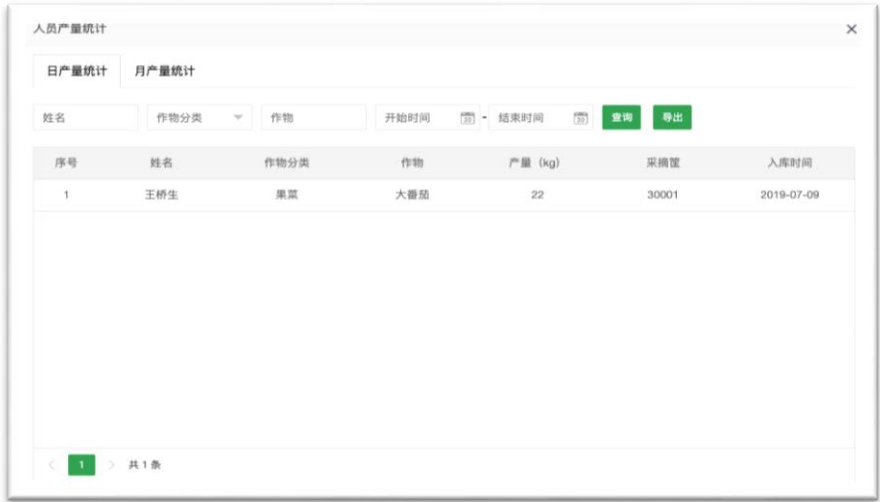 人员产量统计 ×
日产量统计 月产量统计
姓名 作物分类 作物 开始时间 - 结束时间 查询 导出
序号 姓名 作物分类 作物 产量（kg） 采摘筐 入库时间
1 王桥生 果菜 大番茄 22 30001 2019-07-09
< 1 > 共 1 条